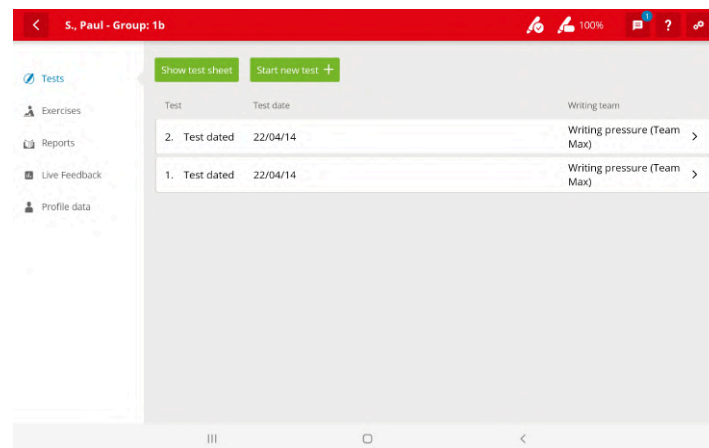 S., Paul - Group: 1b
100%
1
?
Tests
Exercises
Reports
Live Feedback
Profile data
Show test sheet
Start new test +
Test Test date Writing team
2. Test dated 22/04/14 Writing pressure (Team
Max)
1. Test dated 22/04/14 Writing pressure (Team
Max)